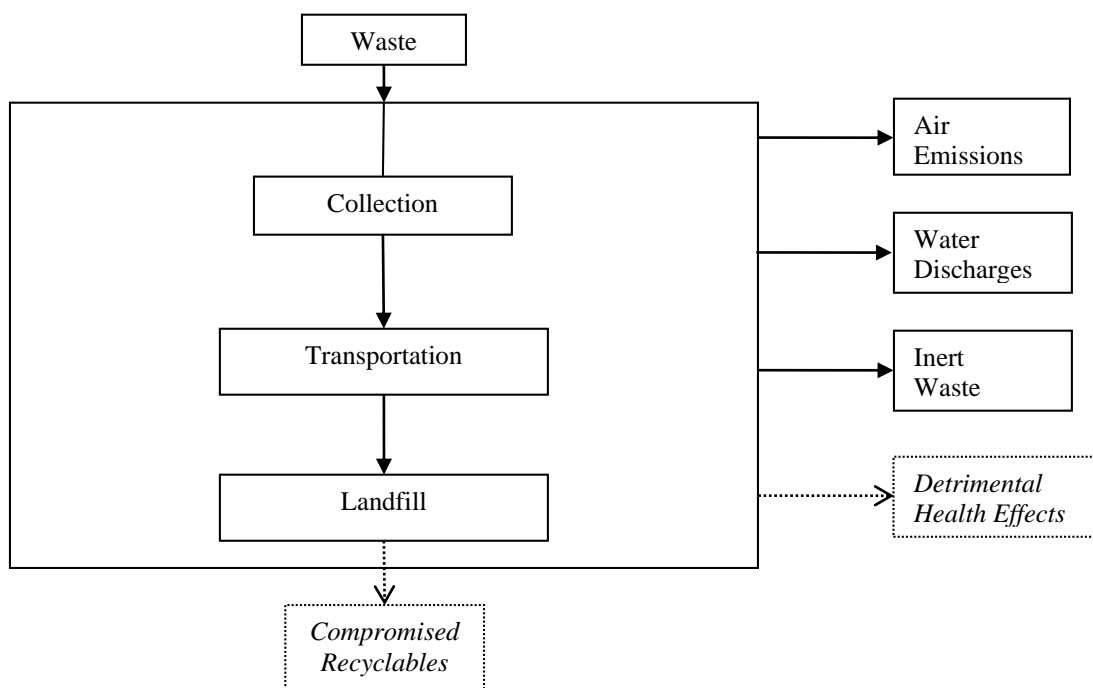 Waste
Air
Emissions
Collection
Water
Discharges
Transportation
Inert
Waste
Landfill
Detrimental
Health Effects
Compromised
Recyclables